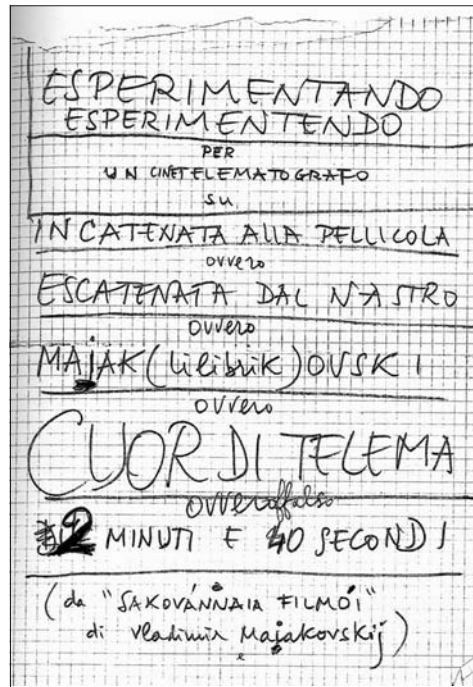 ESPERIMENTANDO
ESPERIMENTENDO
PER
UN CINETELEMATOGRAFO
SU
INCATENATA ALLA PELLICOLA
ovvero
ESCATENATA DAL NASTRO
ovvero
MAjAK(lilibrik)OVSKI
ovvero
CUOR DI TELEMA
ovveroffalso
2 MINUTI E 40 SECONDI
(da "SAKOVÁNNAIA FILMÓI"
di Vladimir Majakovskij)